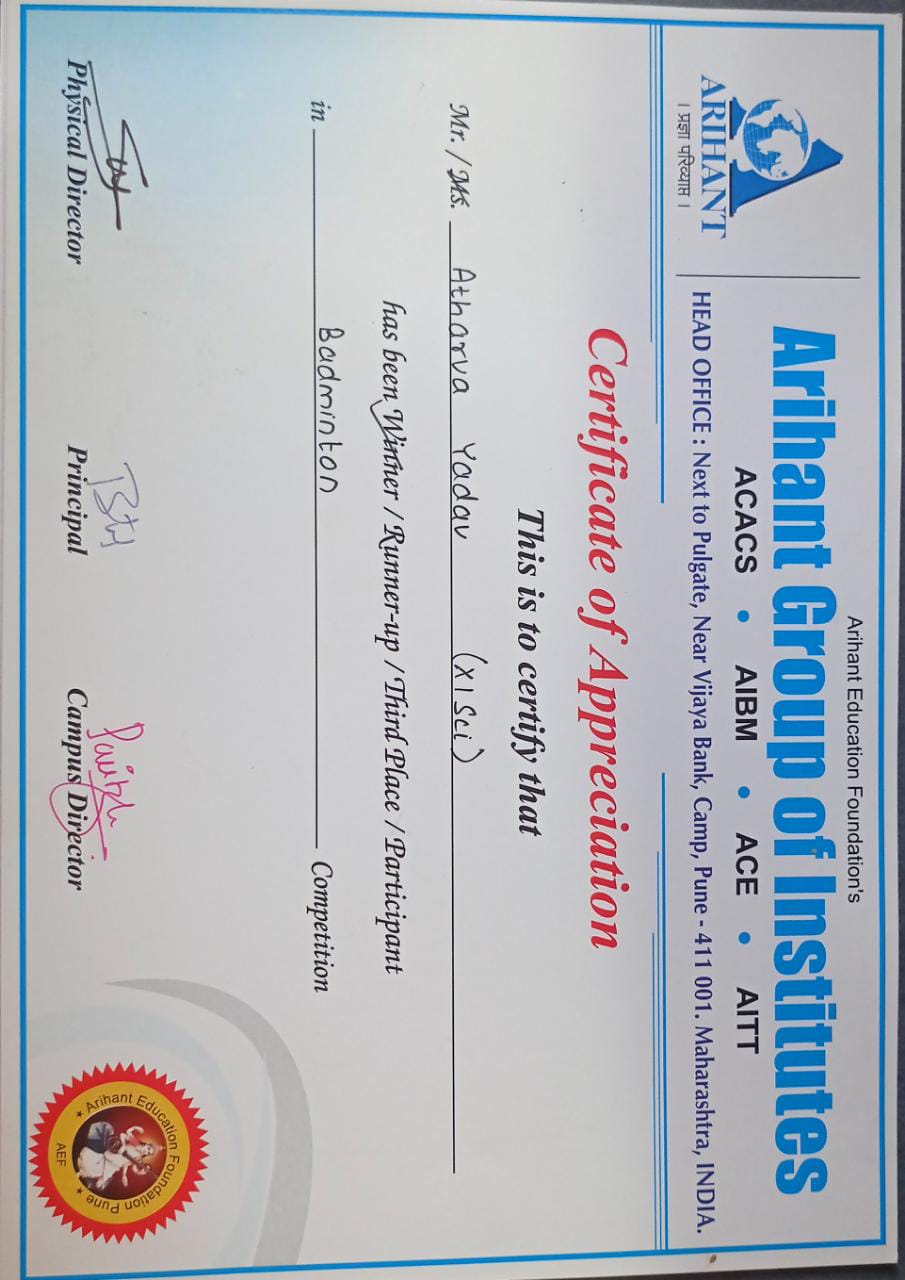 Arihant Education Foundation's
Arihant Group of Institutes
ACACS • AIBM • ACE • AITT
HEAD OFFICE : Next to Pulgate, Near Vijaya Bank, Camp, Pune - 411 001. Maharashtra, INDIA.
ARIHANT
। प्रज्ञा परिव्याप्त ।
Certificate of Appreciation
This is to certify that
Mr. / Ms. Atharva Yadav (XI Sci)
has been Winner / Runner-up / Third Place / Participant
in Badminton Competition
Physical Director
Principal
Campus Director
Arihant Education Foundation Pune
AEF